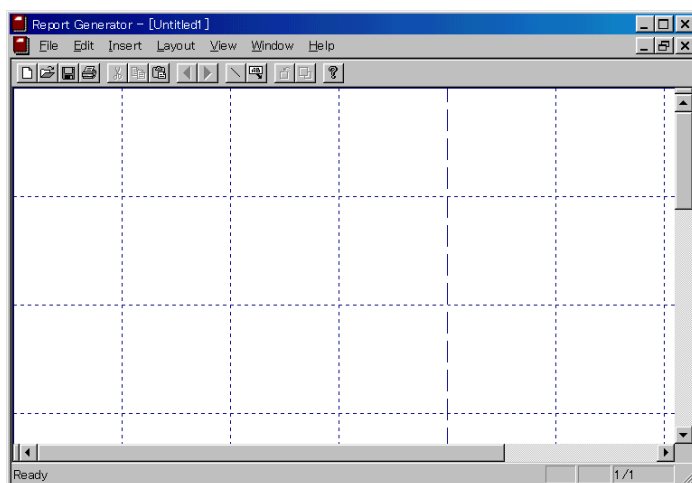 Report Generator - [Untitled1]
File Edit Insert Layout View Window Help
Ready 1/1